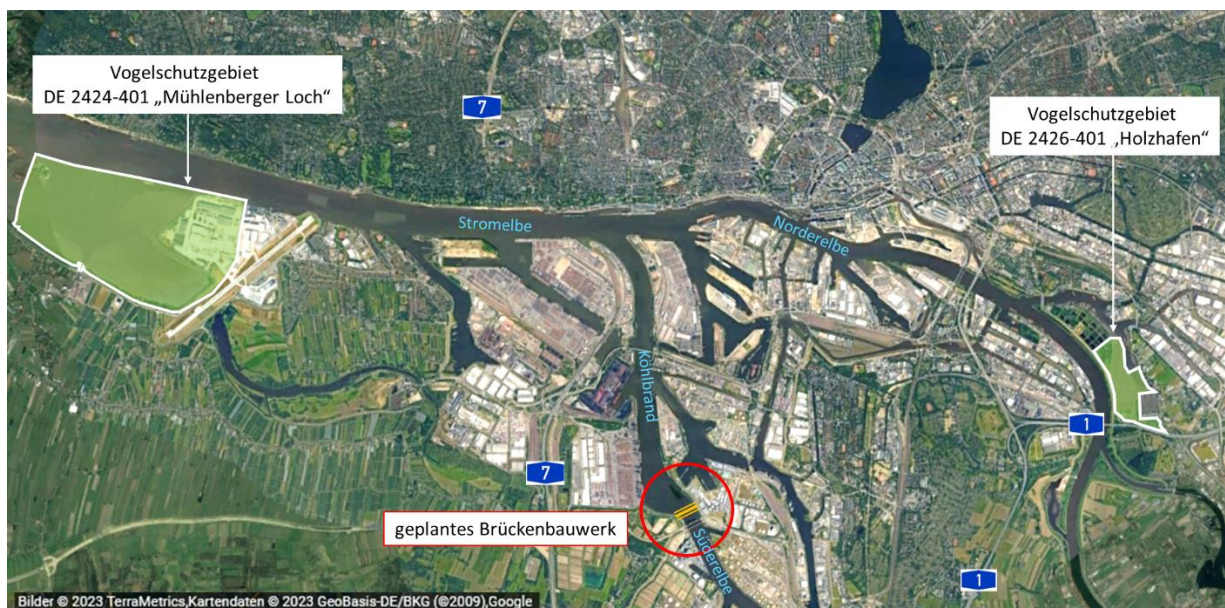 Vogelschutzgebiet
DE 2424-401 „Mühlenberger Loch“
7
Vogelschutzgebiet
DE 2426-401 „Holzhafen“
Stromelbe
Norderelbe
Köhlbrand
1
7
geplantes Brückenbauwerk
Süderelbe
1
Bilder © 2023 TerraMetrics,Kartendaten © 2023 GeoBasis-DE/BKG (©2009),Google